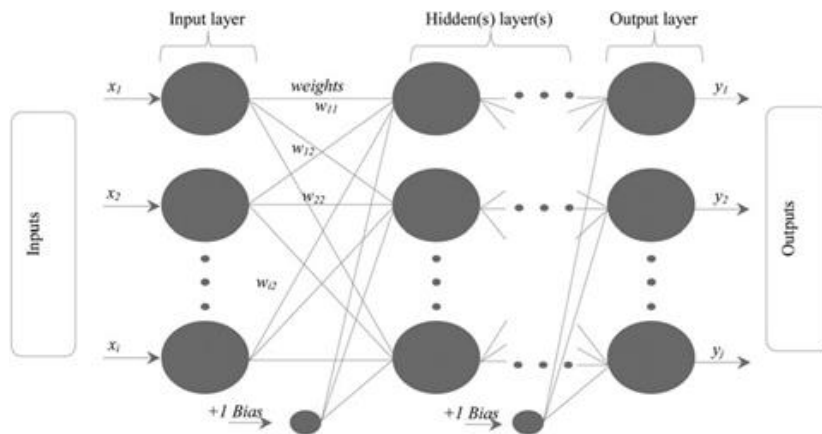 Input layer
Hidden(s) layer(s)
Output layer
x1
weights
w11
y1
w12
x2
w22
y2
Inputs
Outputs
wi2
xi
yj
+1 Bias
+1 Bias